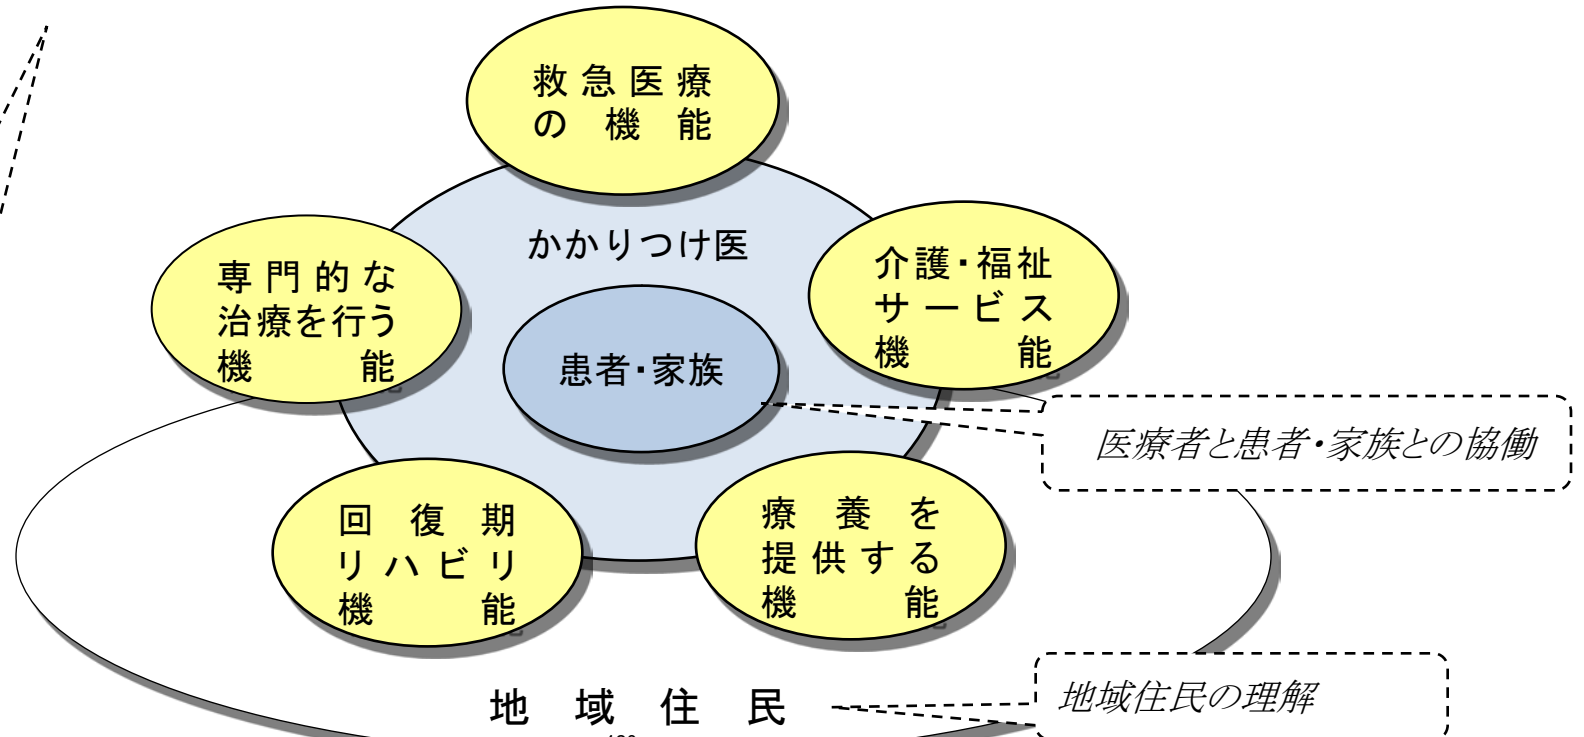 救急医療
の機能
かかりつけ医
専門的な
治療を行う
機能
介護・福祉
サービス
機能
患者・家族
医療者と患者・家族との協働
回復期
リハビリ
機能
療養を
提供する
機能
地域住民
地域住民の理解